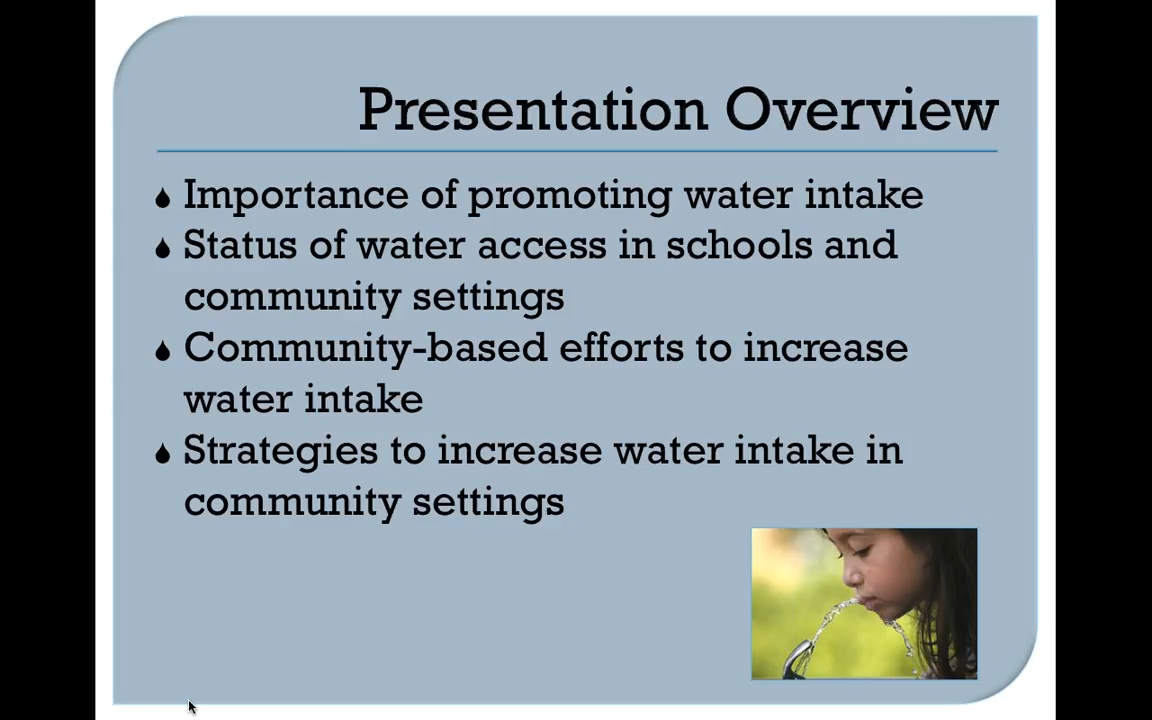 Presentation Overview
Importance of promoting water intake
Status of water access in schools and
community settings
Community-based efforts to increase
water intake
Strategies to increase water intake in
community settings